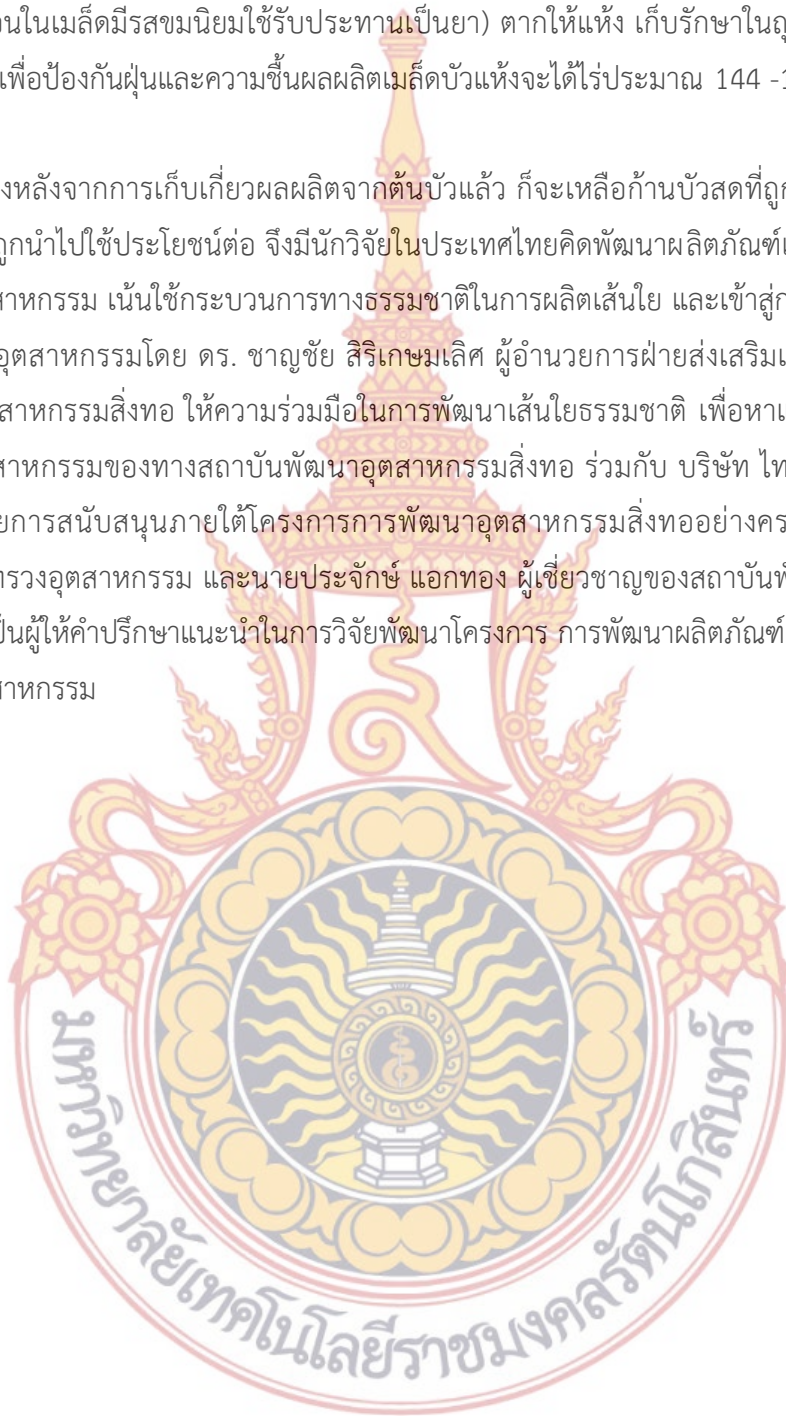 อนในเมล็ดมีรสขมนิยมใช้รับประทานเป็นยา) ตากให้แห้ง เก็บรักษาในถุ
เพื่อป้องกันฝุ่นและความชื้นผลผลิตเมล็ดบัวแห้งจะได้ไร่ประมาณ 144 -1
งหลังจากการเก็บเกี่ยวผลผลิตจากต้นบัวแล้ว ก็จะเหลือก้านบัวสดที่ถูก
ถูกนำไปใช้ประโยชน์ต่อ จึงมีนักวิจัยในประเทศไทยคิดพัฒนาผลิตภัณฑ์เ
สาหกรรม เน้นใช้กระบวนการทางธรรมชาติในการผลิตเส้นใย และเข้าสู่ก
อุตสาหกรรมโดย ดร. ชาญชัย สิริเกษมเลิศ ผู้อำนวยการฝ่ายส่งเสริมเ
สาหกรรมสิ่งทอ ให้ความร่วมมือในการพัฒนาเส้นใยธรรมชาติ เพื่อหาเ
สาหกรรมของทางสถาบันพัฒนาอุตสาหกรรมสิ่งทอ ร่วมกับ บริษัท ไท
ยการสนับสนุนภายใต้โครงการการพัฒนาอุตสาหกรรมสิ่งทออย่างคร
ทรวงอุตสาหกรรม และนายประจักษ์ แอกทอง ผู้เชี่ยวชาญของสถาบันพั
ป็นผู้ให้คำปรึกษาแนะนำในการวิจัยพัฒนาโครงการ การพัฒนาผลิตภัณฑ์
สาหกรรม
มหาวิทยาลัยเทคโนโลยีราชมงคลรัตนโกสินทร์